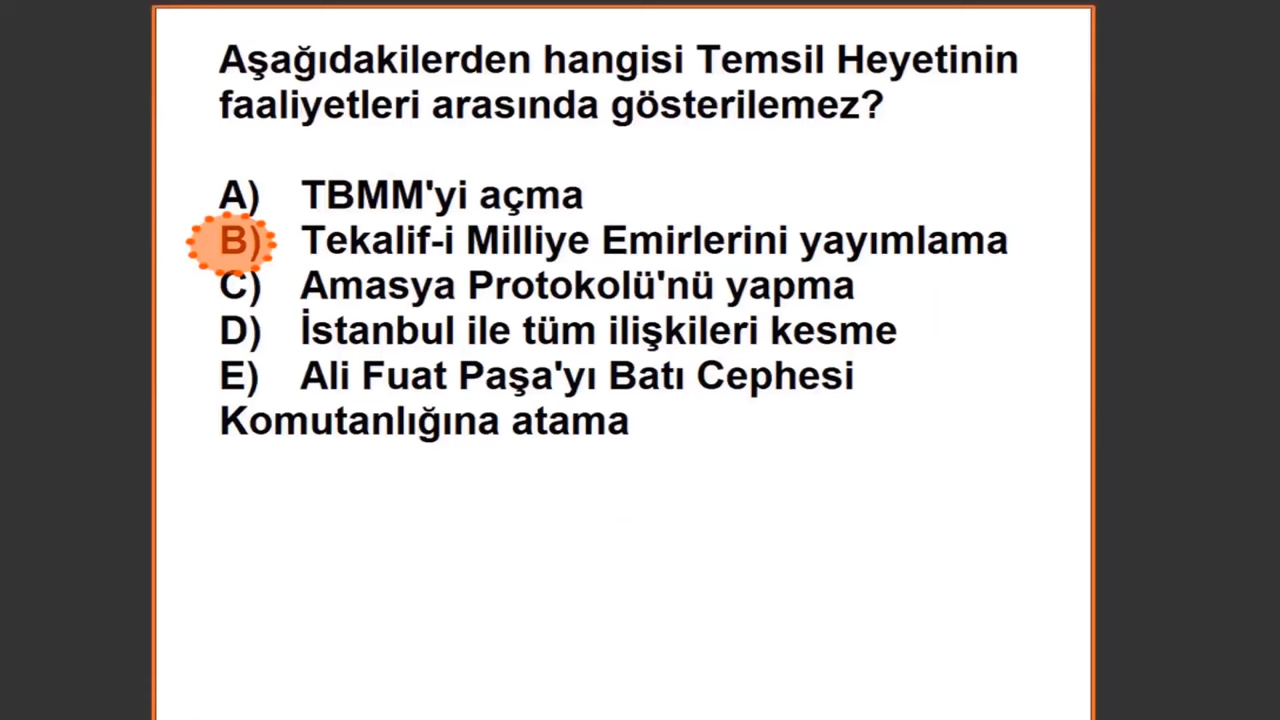 Aşağıdakilerden hangisi Temsil Heyetinin
faaliyetleri arasında gösterilemez?
A) TBMM'yi açma
B) Tekalif-i Milliye Emirlerini yayımlama
C) Amasya Protokolü'nü yapma
D) İstanbul ile tüm ilişkileri kesme
E) Ali Fuat Paşa'yı Batı Cephesi
Komutanlığına atama